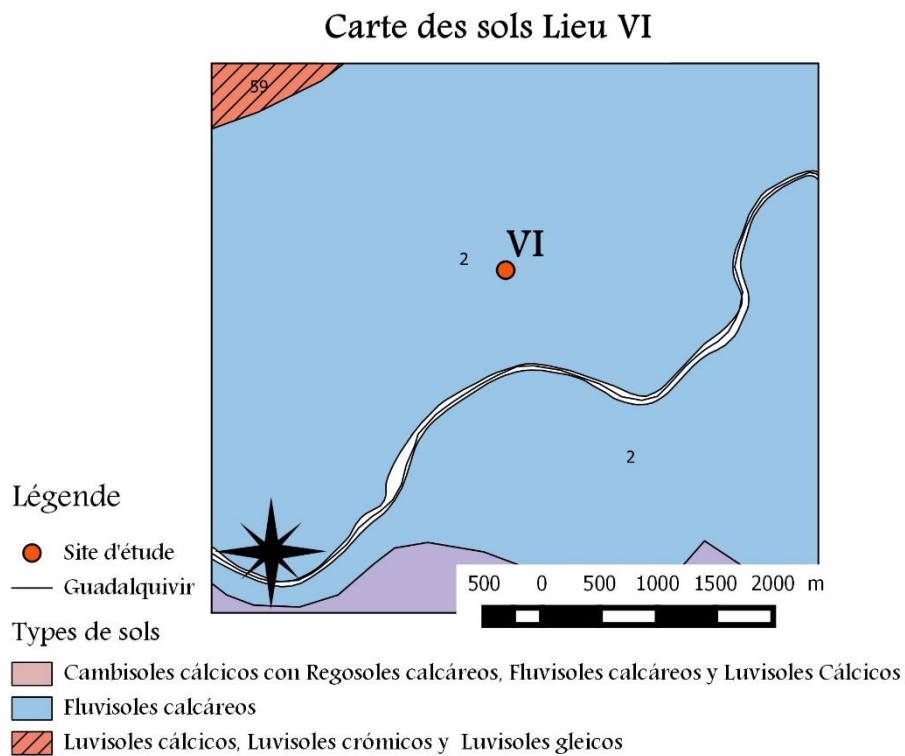 Carte des sols Lieu VI
59
VI
2
2
Légende
Site d'étude
Guadalquivir
500 0 500 1000 1500 2000 m
Types de sols
Cambisoles cálcicos con Regosoles calcáreos, Fluvisoles calcáreos y Luvisoles Cálcicos
Fluvisoles calcáreos
Luvisoles cálcicos, Luvisoles crómicos y Luvisoles gleicos